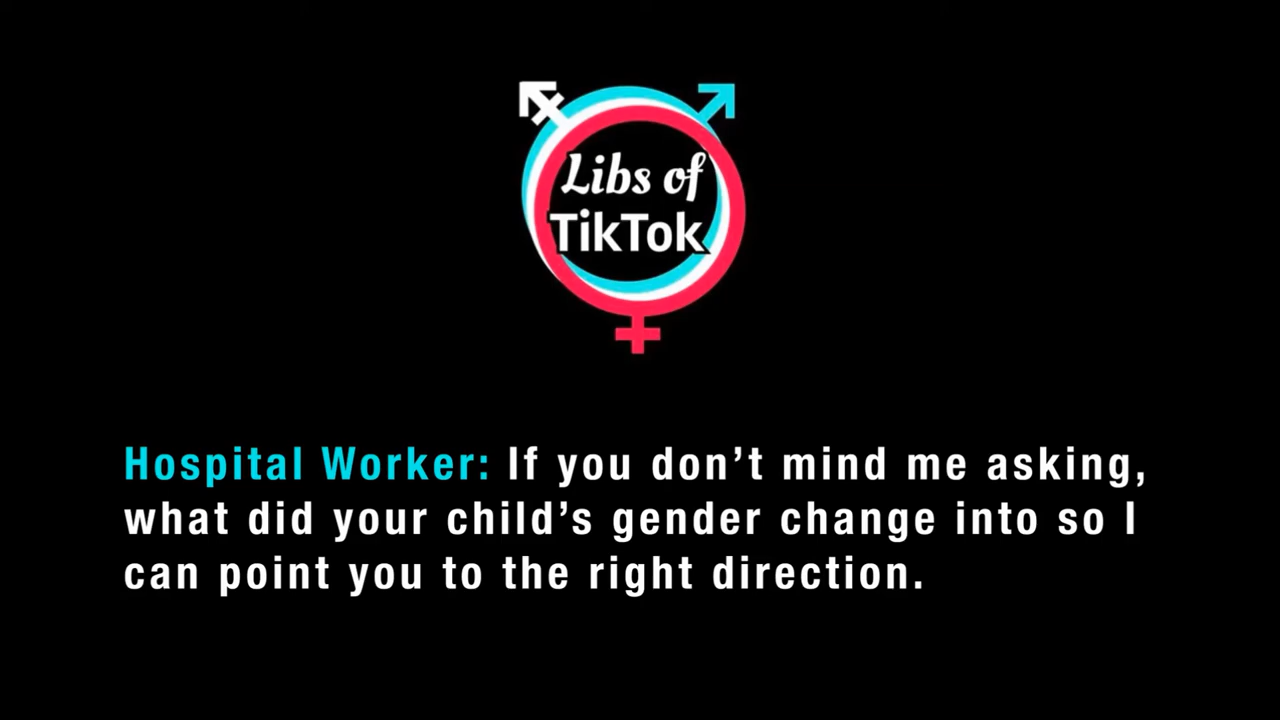 Libs of
TikTok
Hospital Worker: If you don’t mind me asking,
what did your child’s gender change into so I
can point you to the right direction.